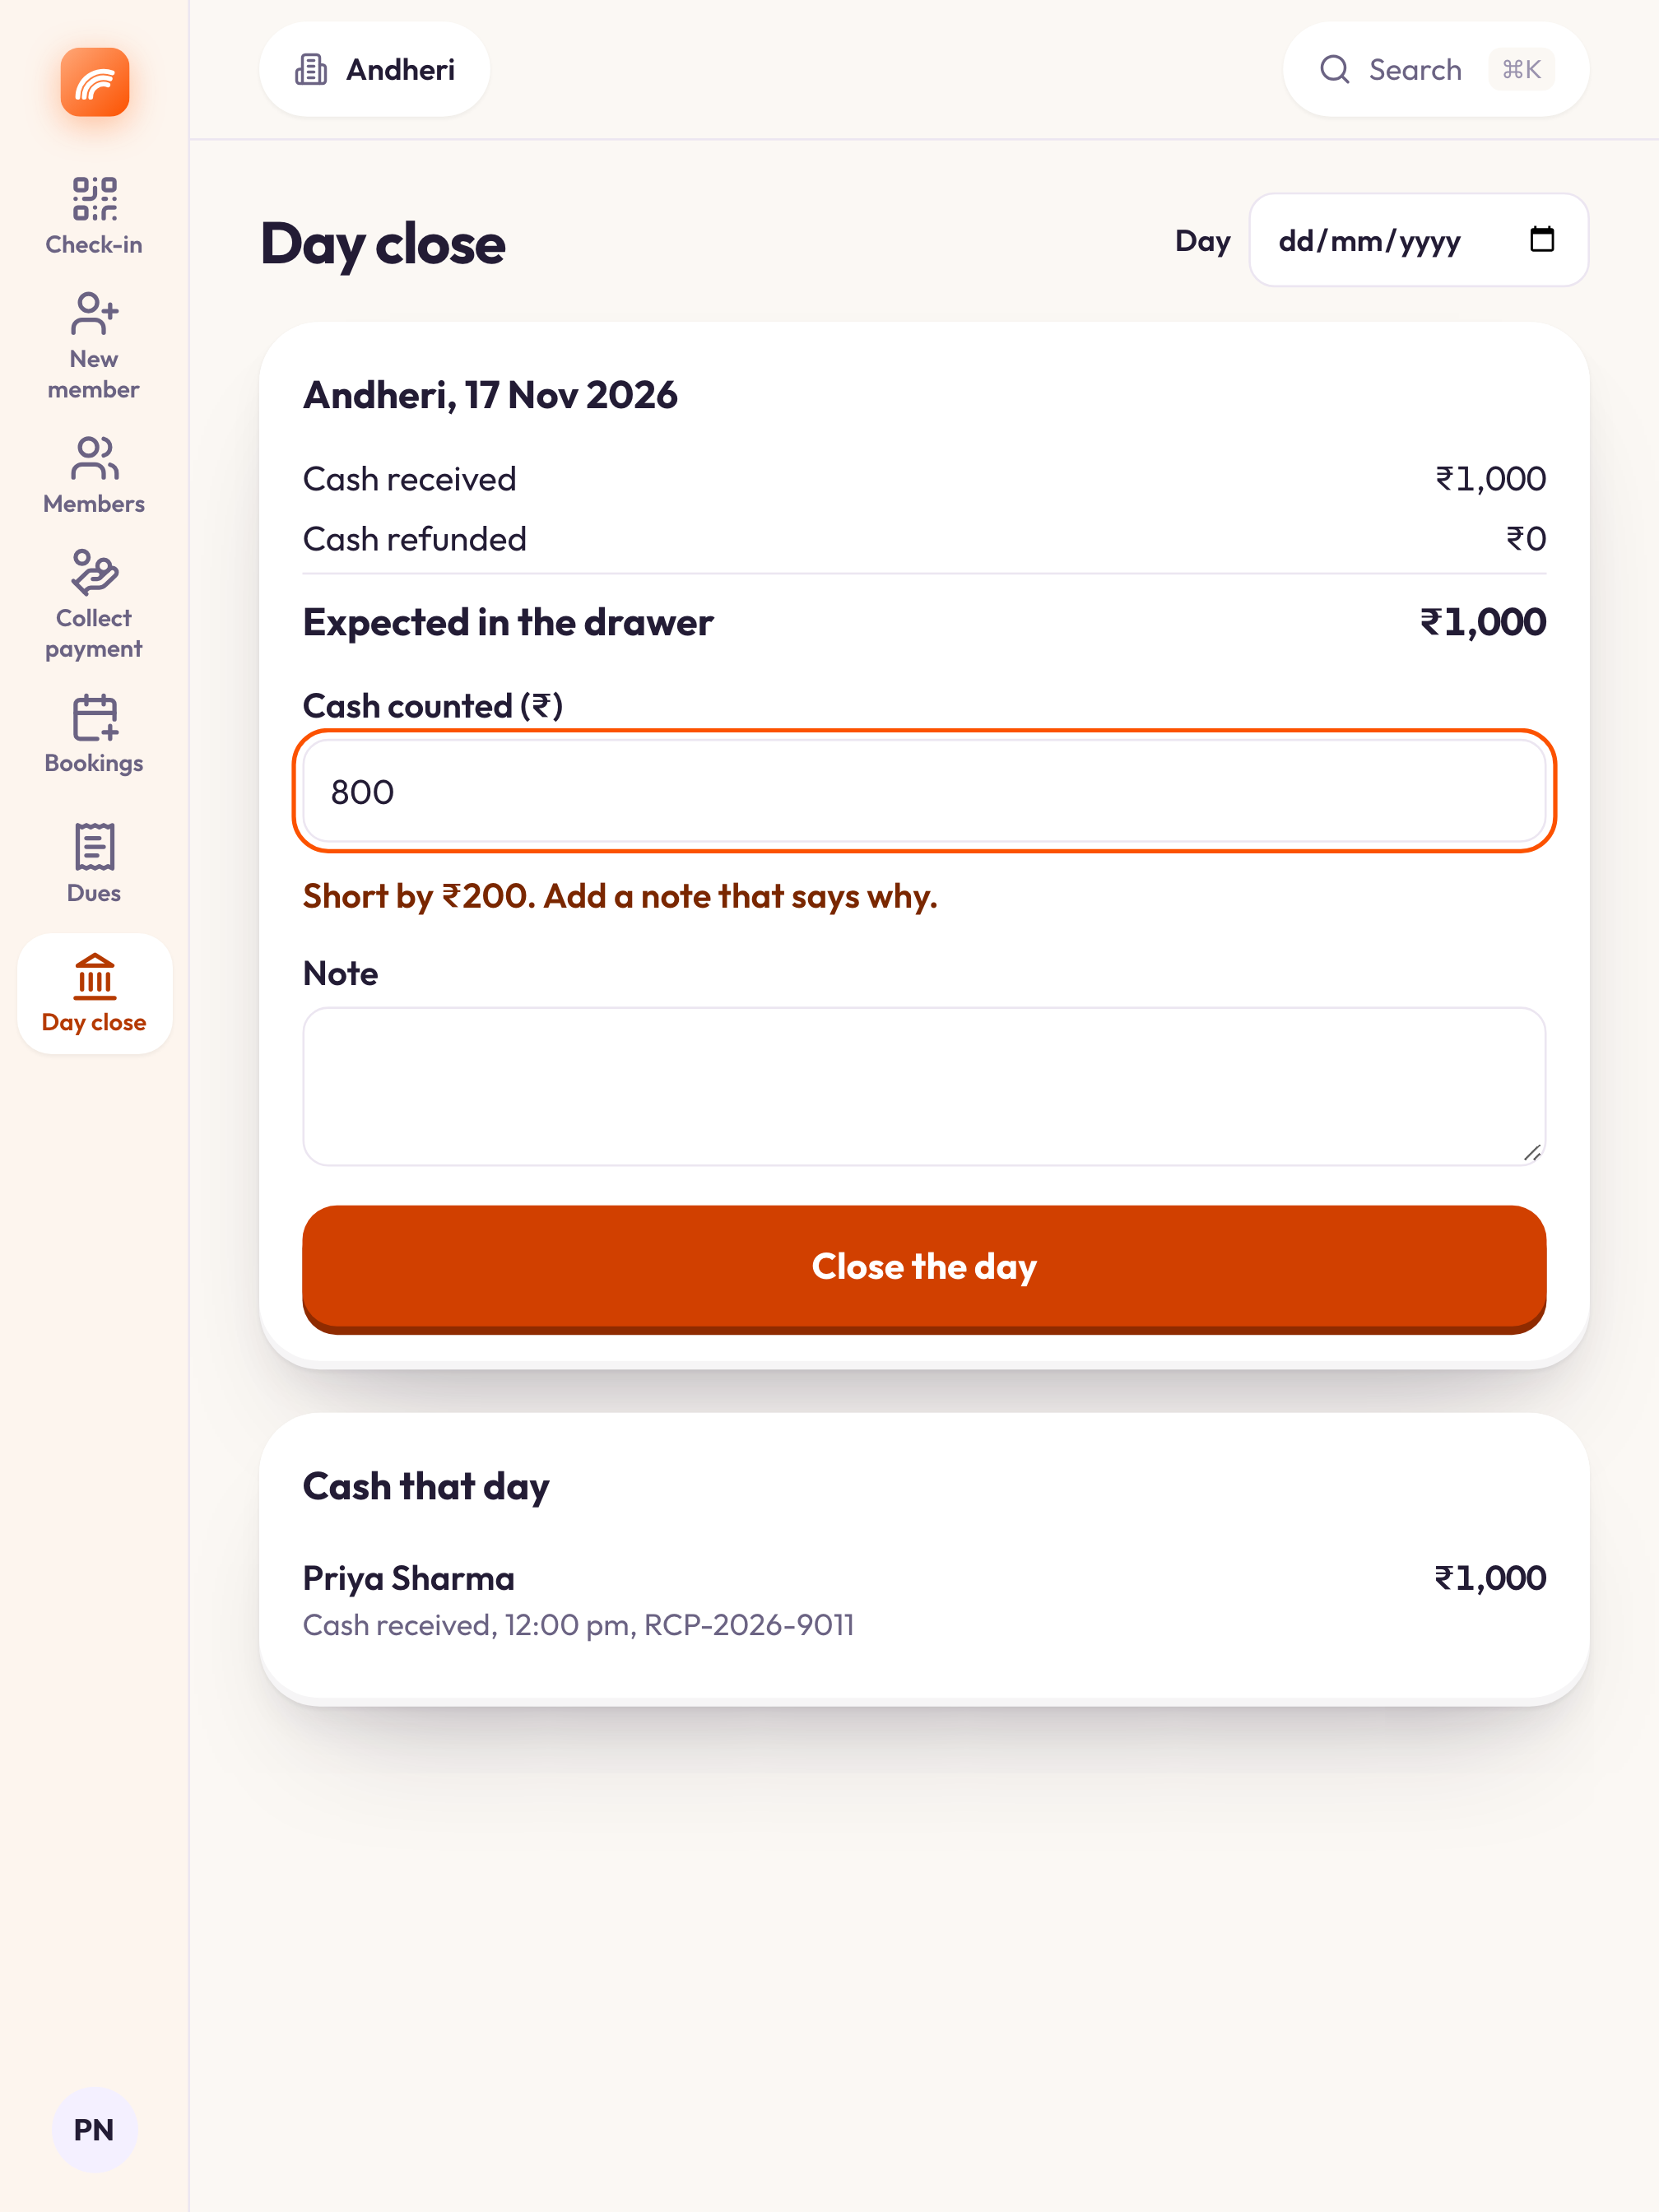 Andheri
Search ⌘K
Check-in
New
member
Members
Collect
payment
Bookings
Dues
Day close
PN
Day close
Day dd/mm/yyyy
Andheri, 17 Nov 2026
Cash received ₹1,000
Cash refunded ₹0
Expected in the drawer ₹1,000
Cash counted (₹)
800
Short by ₹200. Add a note that says why.
Note
Close the day
Cash that day
Priya Sharma ₹1,000
Cash received, 12:00 pm, RCP-2026-9011